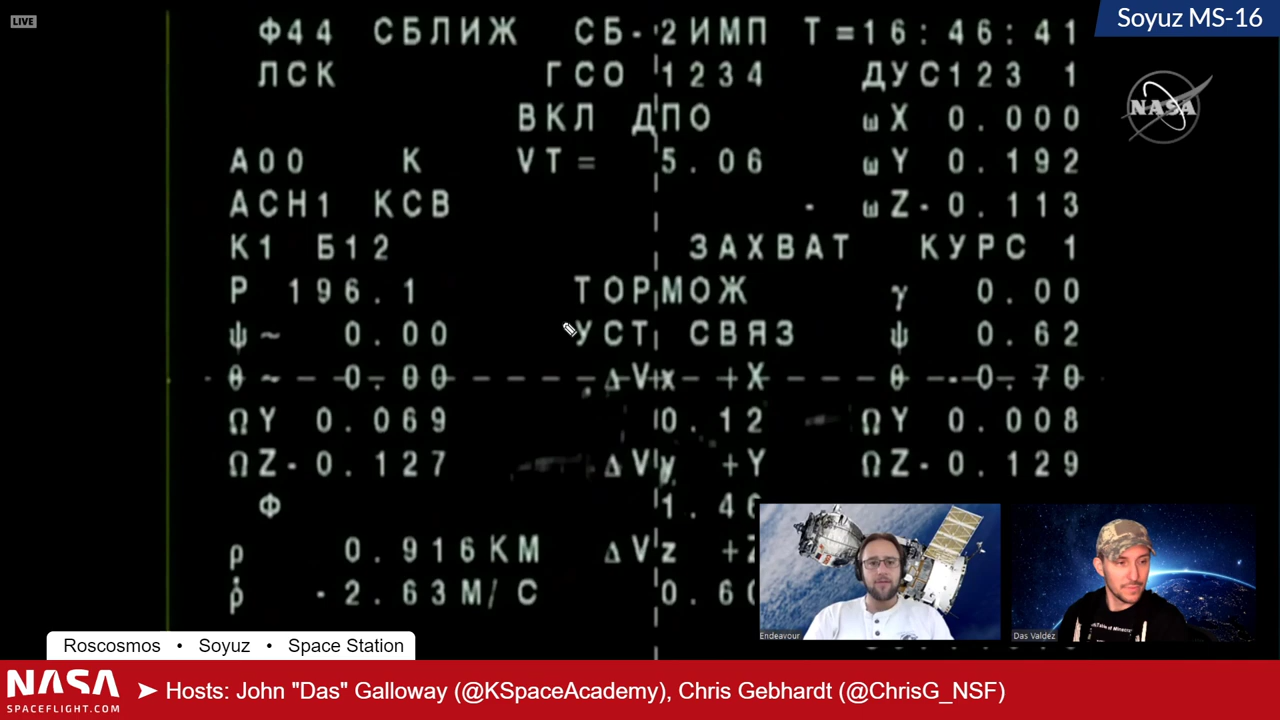 LIVE
Soyuz MS-16
NASA
Ф44 СБЛИЖ СБ-2ИМП Т=16:46:41
ЛСК ГСО 1234 ДУС123 1
ВКЛ ДПО ωX 0.000
А00 К VT= 5.06 ωY 0.192
АСН1 КСВ - ωZ-0.113
К1 Б12 ЗАХВАТ КУРС 1
Р 196.1 ТОРМОЖ γ 0.00
ψ~ 0.00 УСТ СВЯЗ ψ 0.62
θ ~ 0.00 ΔVx +X θ -0.70
ΩY 0.069 0.12 ΩY 0.008
ΩZ-0.127 ΔVy +Y ΩZ-0.129
Ф 1.46
ρ 0.916КМ ΔVz +Z
ρ̇ -2.63М/С 0.60
Endeavour
Das Valdez
Roscosmos • Soyuz • Space Station
NASA
SPACEFLIGHT.COM
➤ Hosts: John "Das" Galloway (@KSpaceAcademy), Chris Gebhardt (@ChrisG_NSF)